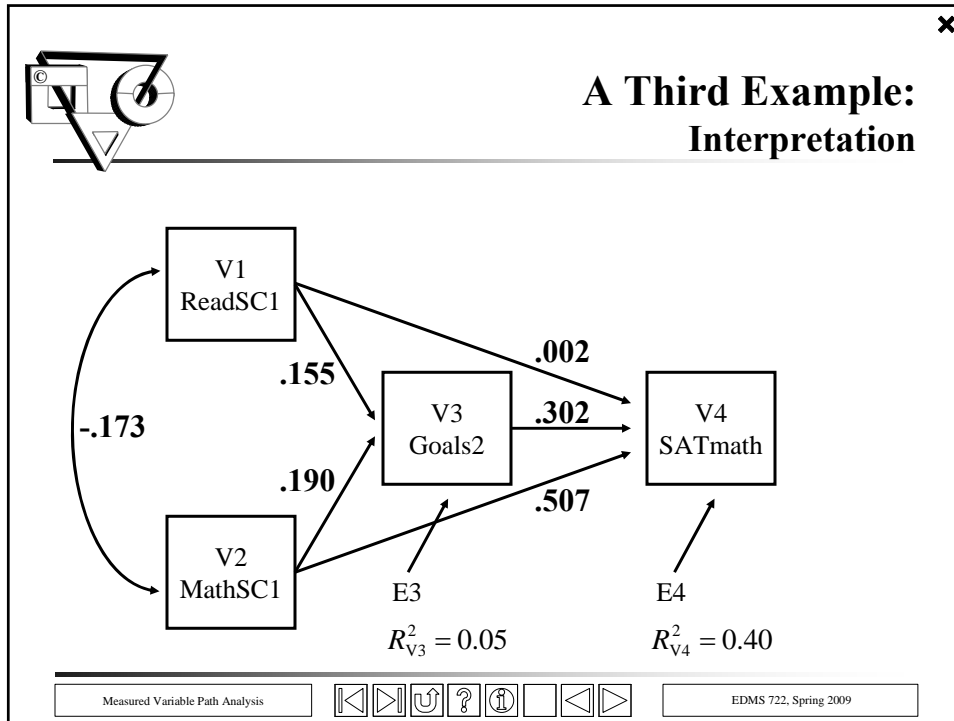 ©
A Third Example:
Interpretation
V1
ReadSC1
.002
.155
V3
Goals2
.302
V4
SATmath
-.173
.190
.507
V2
MathSC1
E3
E4
R²V3 = 0.05
R²V4 = 0.40
Measured Variable Path Analysis
?
i
EDMS 722, Spring 2009